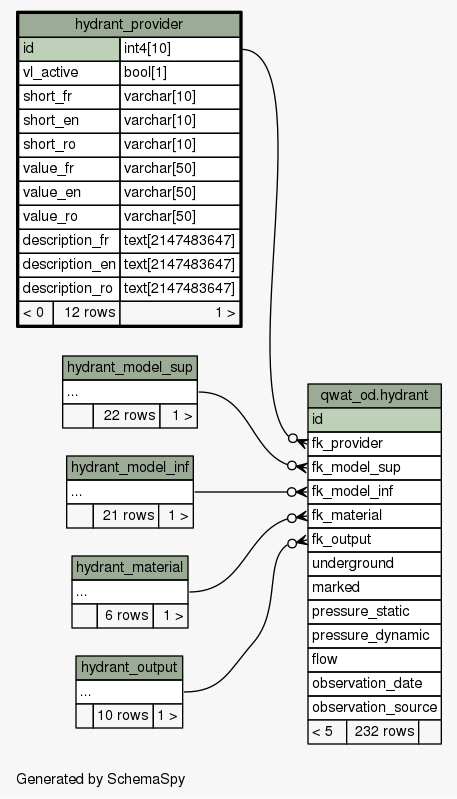 hydrant_provider
id int4[10]
vl_active bool[1]
short_fr varchar[10]
short_en varchar[10]
short_ro varchar[10]
value_fr varchar[50]
value_en varchar[50]
value_ro varchar[50]
description_fr text[2147483647]
description_en text[2147483647]
description_ro text[2147483647]
< 0 12 rows 1 >
hydrant_model_sup
...
22 rows 1 >
hydrant_model_inf
...
21 rows 1 >
hydrant_material
...
6 rows 1 >
hydrant_output
...
10 rows 1 >
qwat_od.hydrant
id
fk_provider
fk_model_sup
fk_model_inf
fk_material
fk_output
underground
marked
pressure_static
pressure_dynamic
flow
observation_date
observation_source
< 5 232 rows
Generated by SchemaSpy